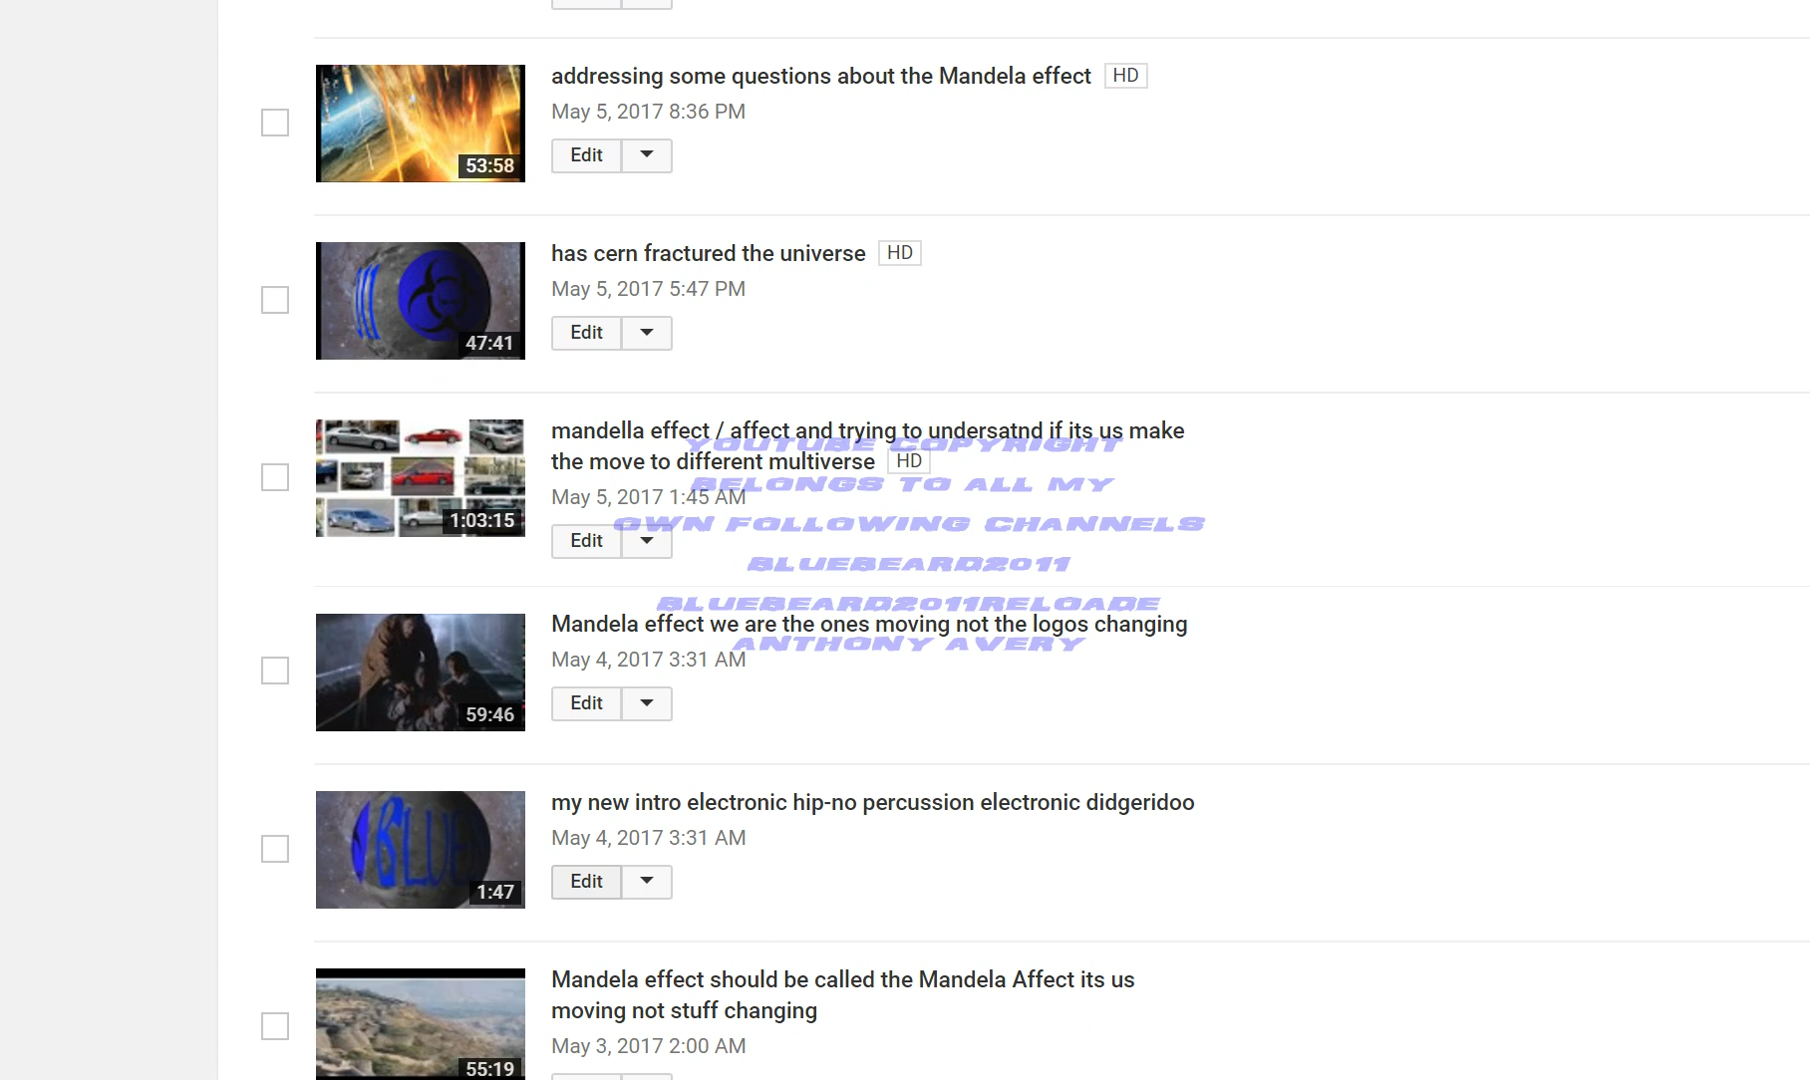 addressing some questions about the Mandela effect HD
May 5, 2017 8:36 PM
53:58
Edit
has cern fractured the universe HD
May 5, 2017 5:47 PM
47:41
Edit
mandella effect / affect and trying to undersatnd if its us make
the move to different multiverse HD
May 5, 2017 1:45 AM
1:03:15
Edit
YOUTUBE COPYRIGHT
BELONGS TO ALL MY
OWN FOLLOWING CHANNELS
BLUEBEARD2011
BLUEBEARD2011RELOADE
ANTHONY AVERY
Mandela effect we are the ones moving not the logos changing
May 4, 2017 3:31 AM
59:46
Edit
my new intro electronic hip-no percussion electronic didgeridoo
May 4, 2017 3:31 AM
BLUE
1:47
Edit
Mandela effect should be called the Mandela Affect its us
moving not stuff changing
May 3, 2017 2:00 AM
55:19